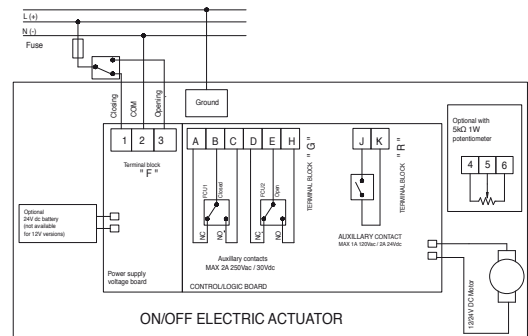 L (+)
N (-)
Fuse
Closing
COM
Opening
Ground
1 2 3
A B C D E H
J K
Terminal block
" F "
TERMINAL BLOCK " G "
TERMINAL BLOCK " R "
Optional with
5kΩ 1W
potentiometer
4 5 6
FCU1
Closed
FCU2
Open
NC
NO
NC
NO
Optional
24V dc battery
(not available
for 12V versions)
Auxillary contacts
MAX 2A 250Vac / 30Vdc
AUXILLARY CONTACT
MAX 1A 120Vac / 2A 24Vdc
Power supply
voltage board
CONTROL/LOGIC BOARD
12/24V DC Motor
ON/OFF ELECTRIC ACTUATOR